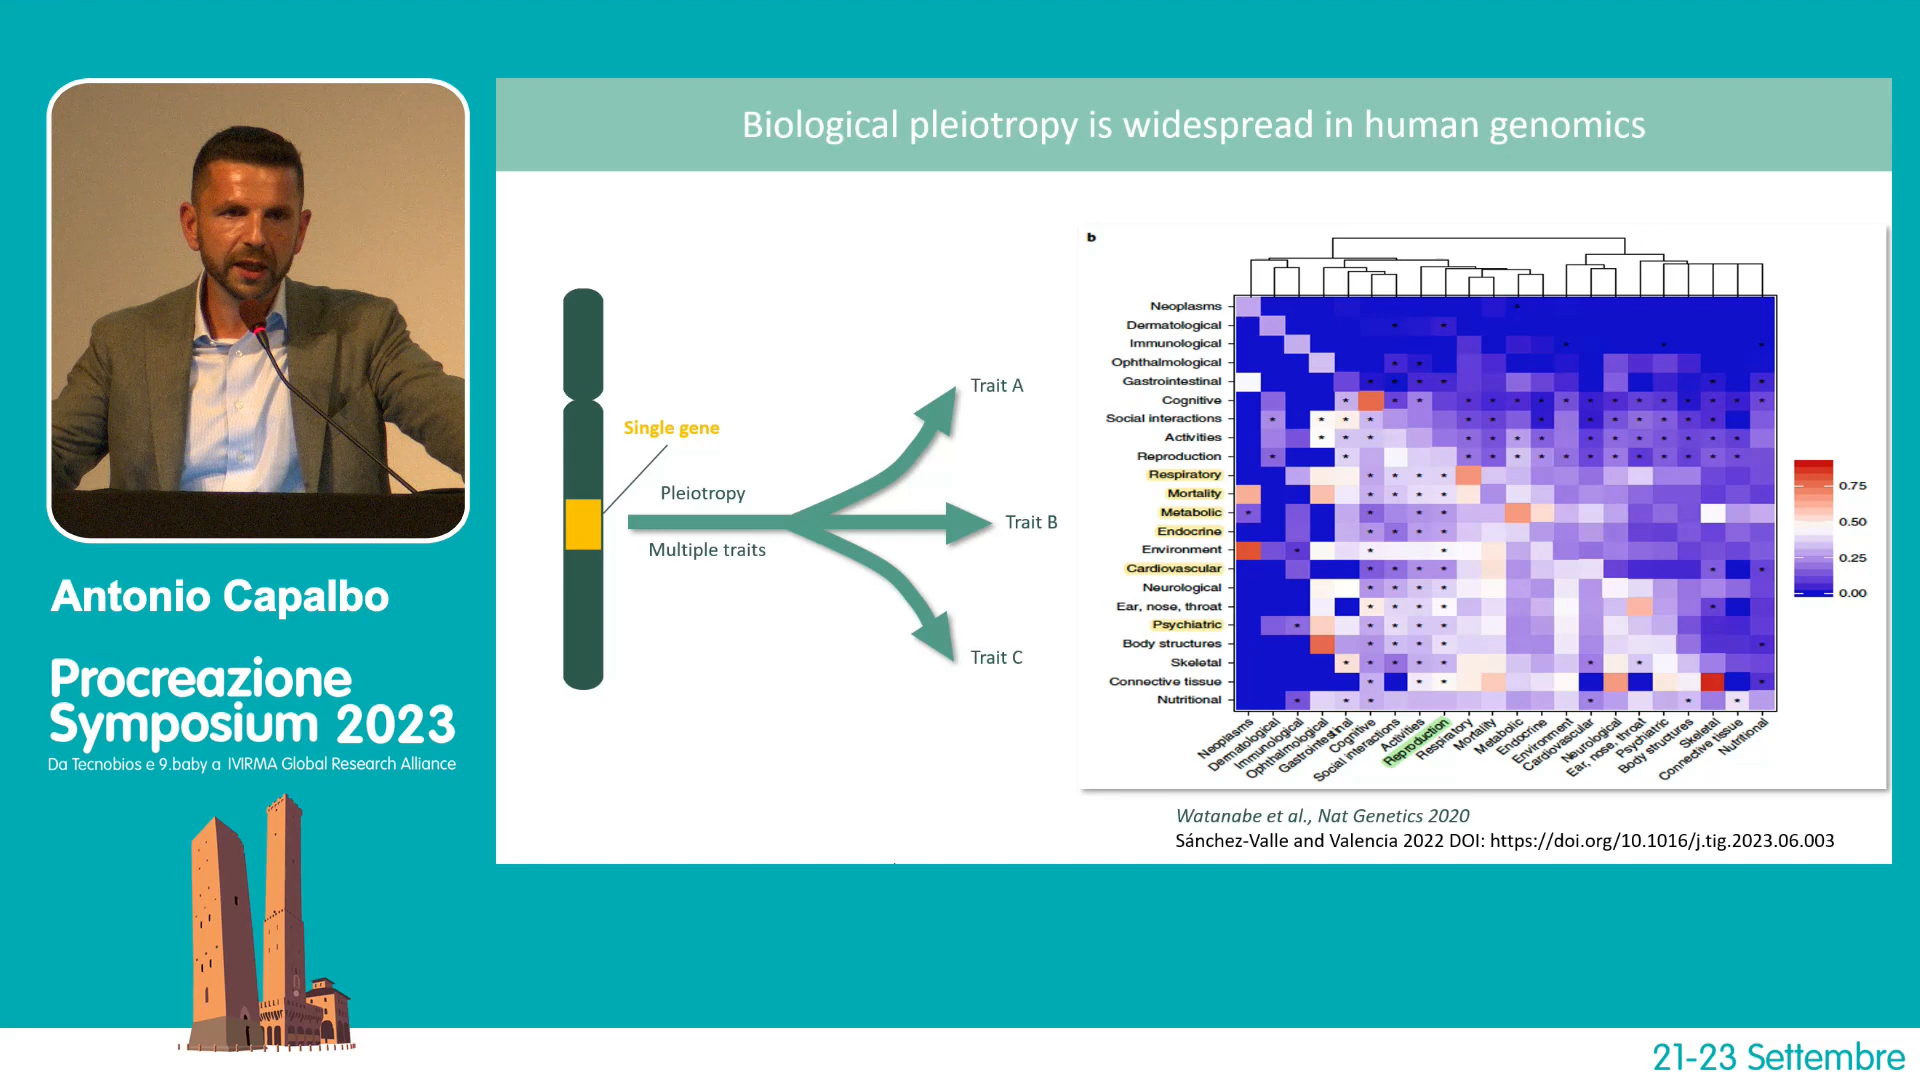 Biological pleiotropy is widespread in human genomics
Single gene
Pleiotropy
Multiple traits
Trait A
Trait B
Trait C
b
Neoplasms
Dermatological
Immunological
Ophthalmological
Gastrointestinal
Cognitive
Social interactions
Activities
Reproduction
Respiratory
Mortality
Metabolic
Endocrine
Environment
Cardiovascular
Neurological
Ear, nose, throat
Psychiatric
Body structures
Skeletal
Connective tissue
Nutritional
Neoplasms
Dermatological
Immunological
Ophthalmological
Gastrointestinal
Cognitive
Social interactions
Activities
Reproduction
Respiratory
Mortality
Metabolic
Endocrine
Environment
Cardiovascular
Neurological
Ear, nose, throat
Psychiatric
Body structures
Skeletal
Connective tissue
Nutritional
0.75
0.50
0.25
0.00
Watanabe et al., Nat Genetics 2020
Sánchez-Valle and Valencia 2022 DOI: https://doi.org/10.1016/j.tig.2023.06.003
Antonio Capalbo
Procreazione
Symposium 2023
Da Tecnobios e 9.baby a IVIRMA Global Research Alliance
21-23 Settembre